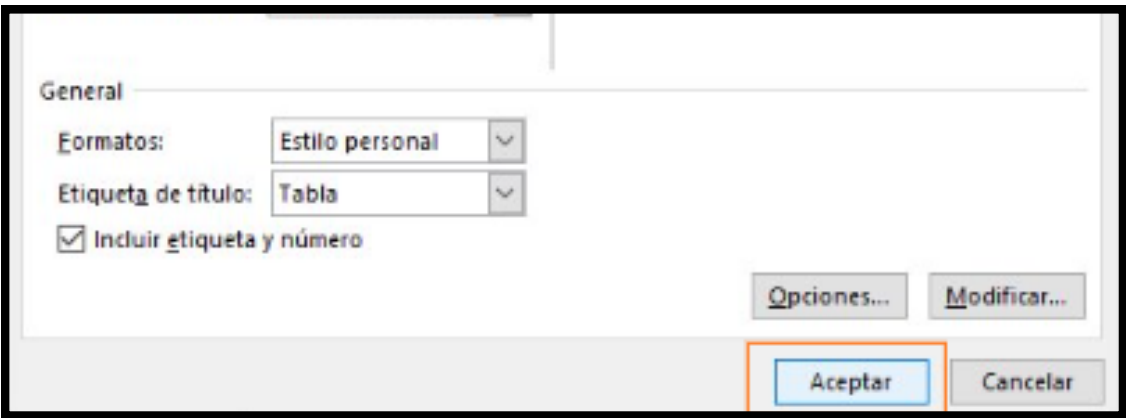 General
Formatos: Estilo personal
Etiqueta de título: Tabla
Incluir etiqueta y número
Opciones... Modificar...
Aceptar Cancelar